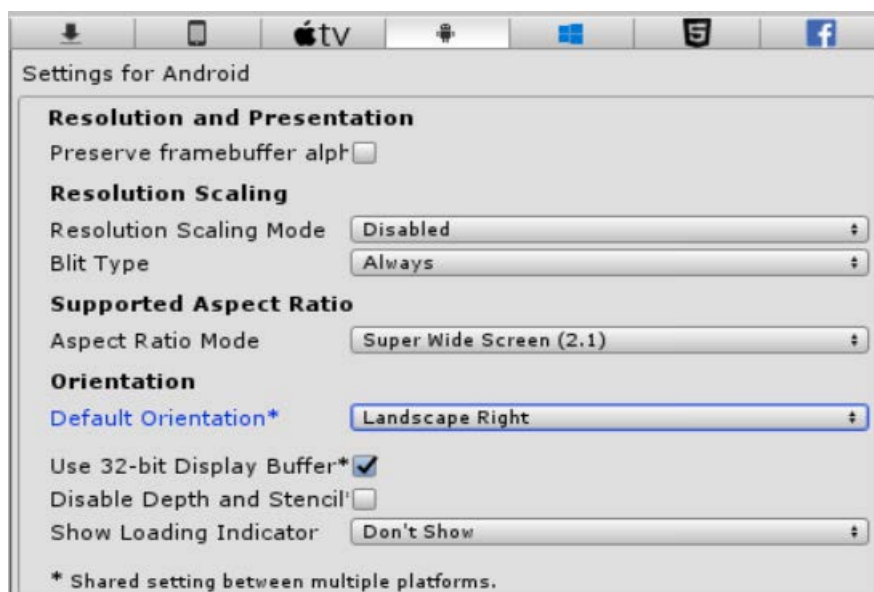 tv
Settings for Android
Resolution and Presentation
Preserve framebuffer alph
Resolution Scaling
Resolution Scaling Mode Disabled
Blit Type Always
Supported Aspect Ratio
Aspect Ratio Mode Super Wide Screen (2.1)
Orientation
Default Orientation* Landscape Right
Use 32-bit Display Buffer*
Disable Depth and Stencil*
Show Loading Indicator Don't Show
* Shared setting between multiple platforms.